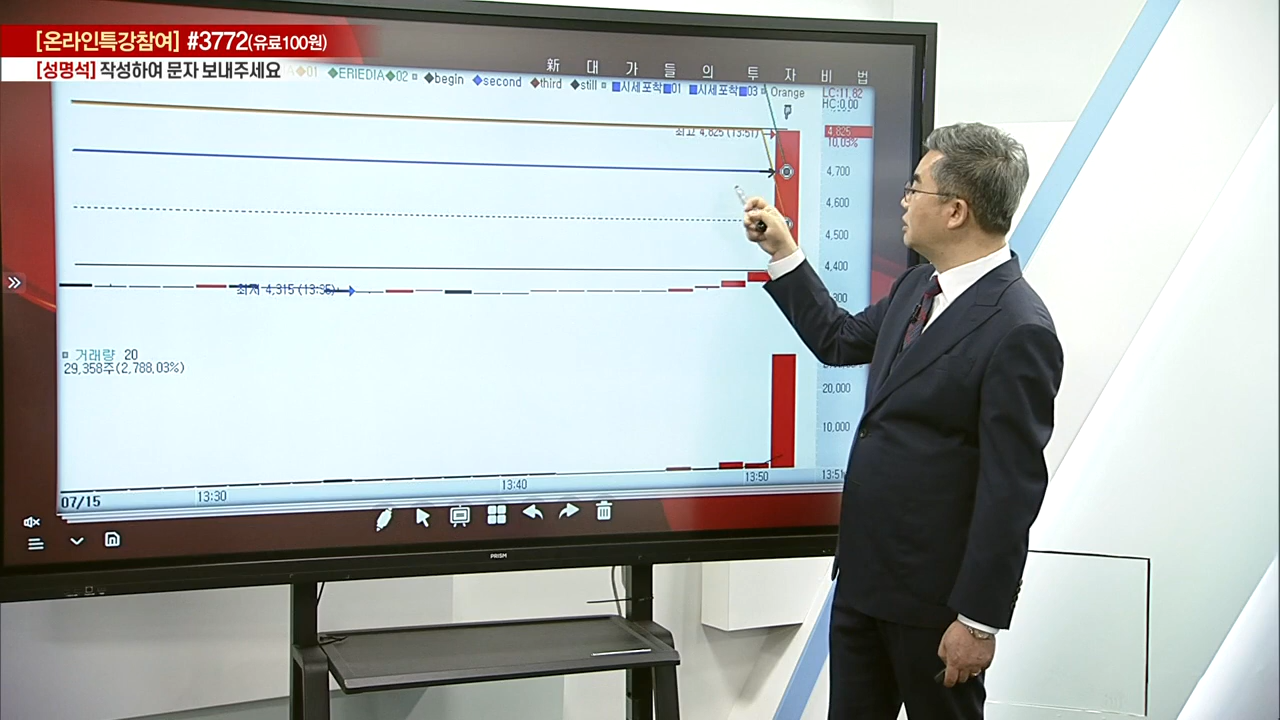 [온라인특강참여] #3772(유료100원)
[성명석] 작성하여 문자 보내주세요
新 대 가 들 의 투 자 비 법
01 ERIEDIA 02 begin second third still 시세포착 01 시세포착 03 Orange
LC:11,82
HC:0,00
최고 4,825 (13:51)
4,825
10,03%
4,700
4,600
4,500
4,400
최저 4,315 (13:35)
거래량 20
29,358주(2,788,03%)
20,000
10,000
07/15
13:30
13:40
13:50
13:51
PRISM